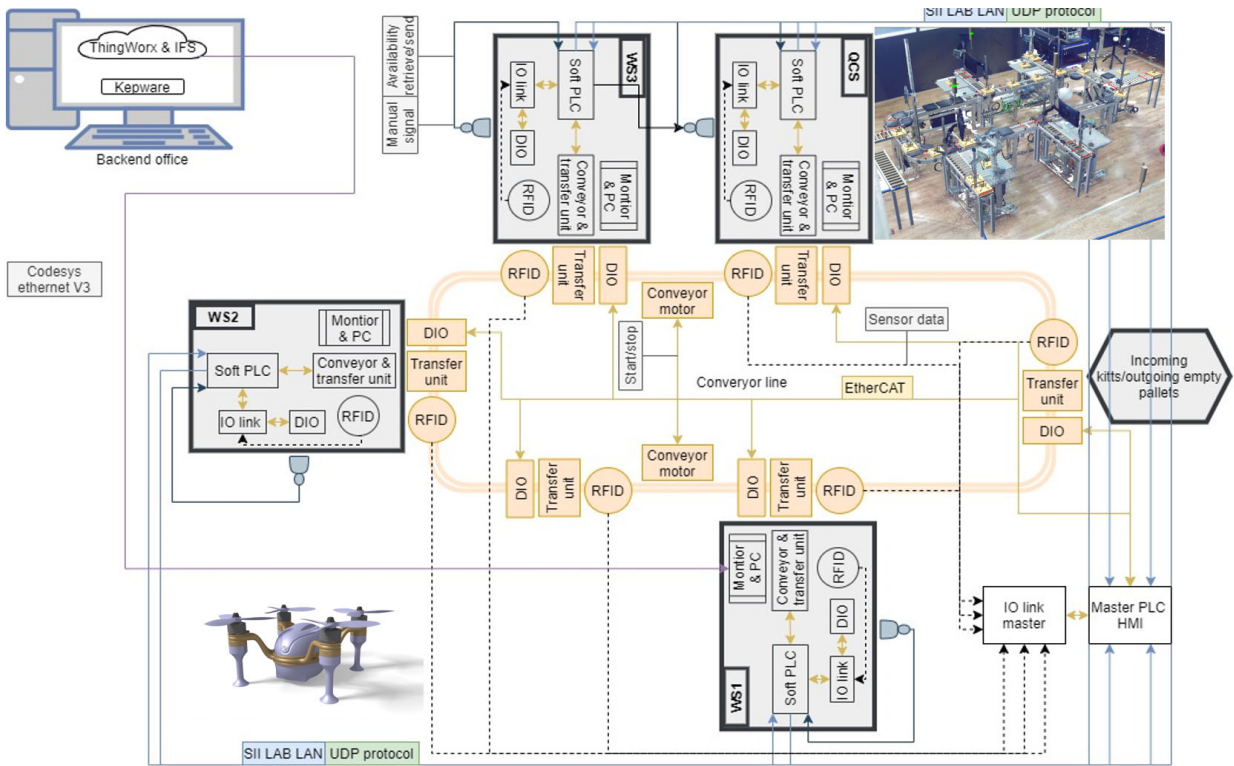 SII LAB LAN
UDP protocol
ThingWorx & IFS
Kepware
Backend office
Availability
retrieve/send
Manual
signal
WS3
Soft PLC
IO link
DIO
RFID
Conveyor &
transfer unit
Montior
& PC
QCS
Soft PLC
IO link
DIO
RFID
Conveyor &
transfer unit
Montior
& PC
Codesys
ethernet V3
RFID
Transfer
unit
DIO
Conveyor
motor
RFID
Transfer
unit
DIO
WS2
Montior
& PC
Soft PLC
Conveyor &
transfer unit
IO link
DIO
RFID
DIO
Transfer
unit
RFID
Start/stop
Sensor data
Converyor line
EtherCAT
RFID
Transfer
unit
DIO
Incoming
kitts/outgoing empty
pallets
DIO
Transfer
unit
RFID
Conveyor
motor
DIO
Transfer
unit
RFID
Montior
& PC
Conveyor &
transfer unit
RFID
DIO
Soft PLC
IO link
WS1
IO link
master
Master PLC
HMI
SII LAB LAN
UDP protocol